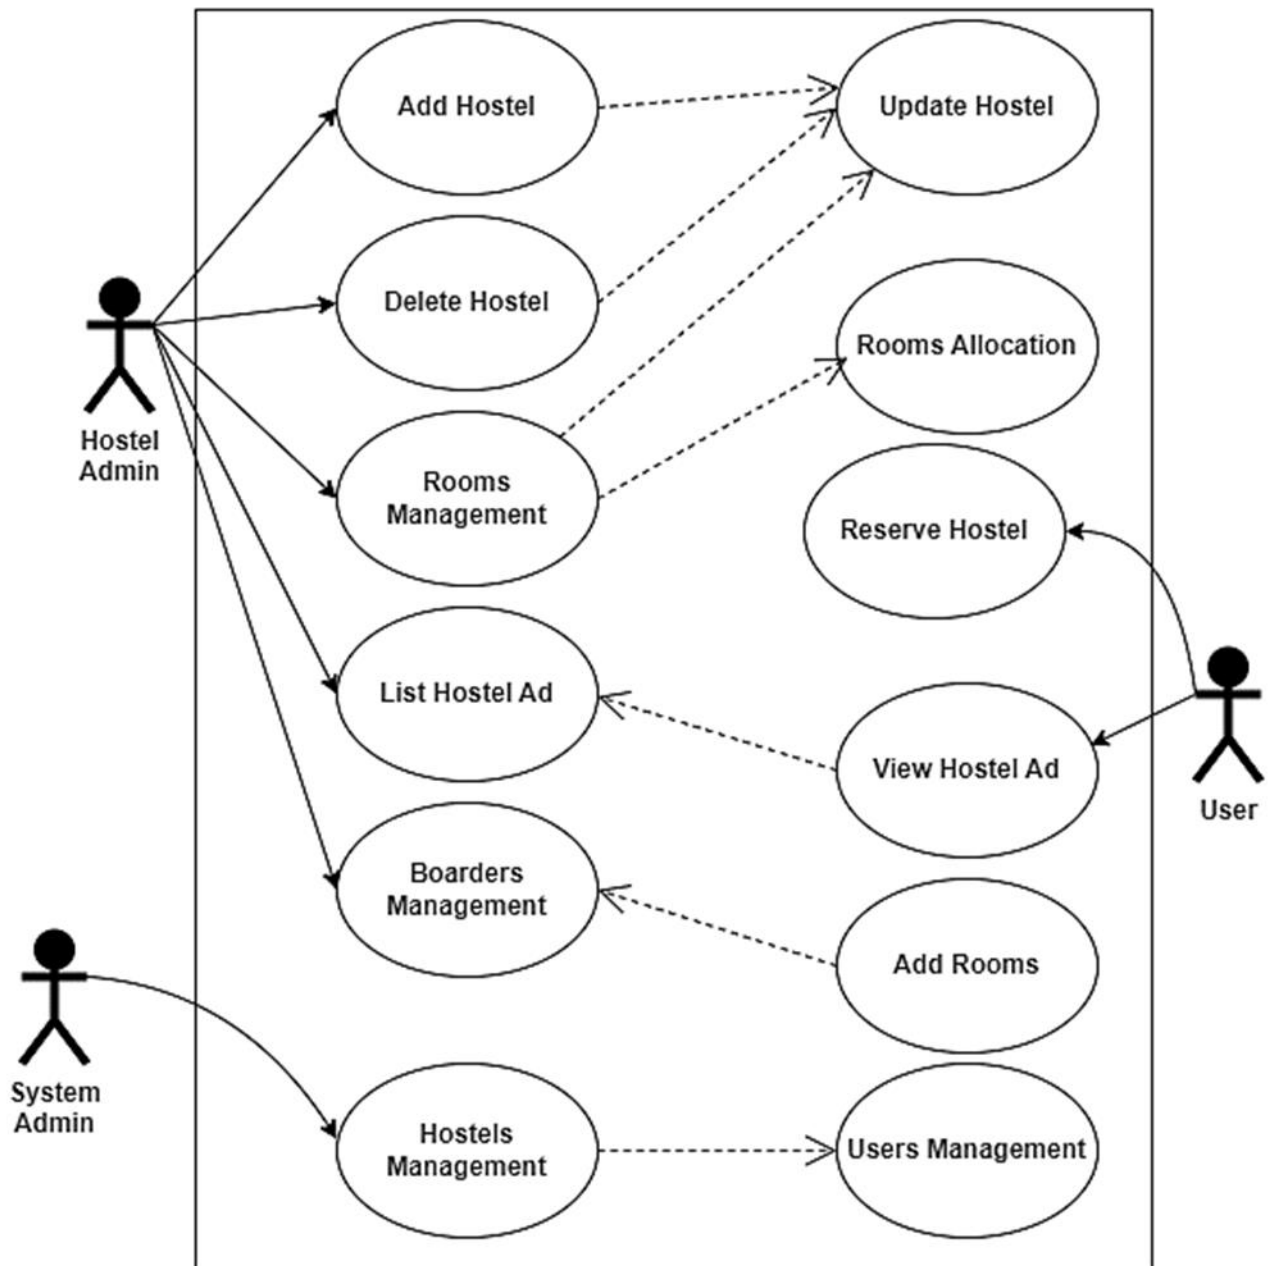 Add Hostel
Update Hostel
Delete Hostel
Rooms Allocation
Hostel
Admin
Rooms
Management
Reserve Hostel
List Hostel Ad
View Hostel Ad
User
Boarders
Management
Add Rooms
System
Admin
Hostels
Management
Users Management